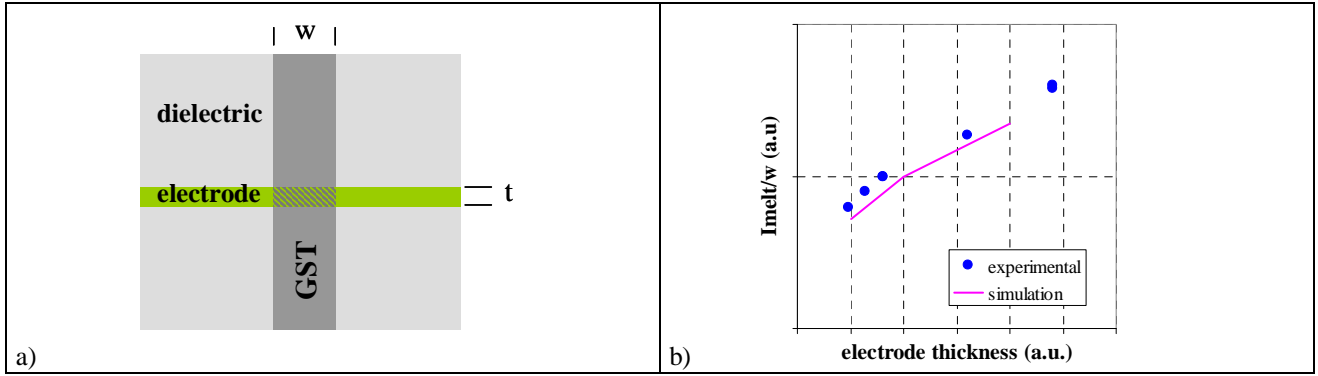 w
dielectric
electrode
t
GST
a)
Imelt/w (a.u)
experimental
simulation
electrode thickness (a.u.)
b)